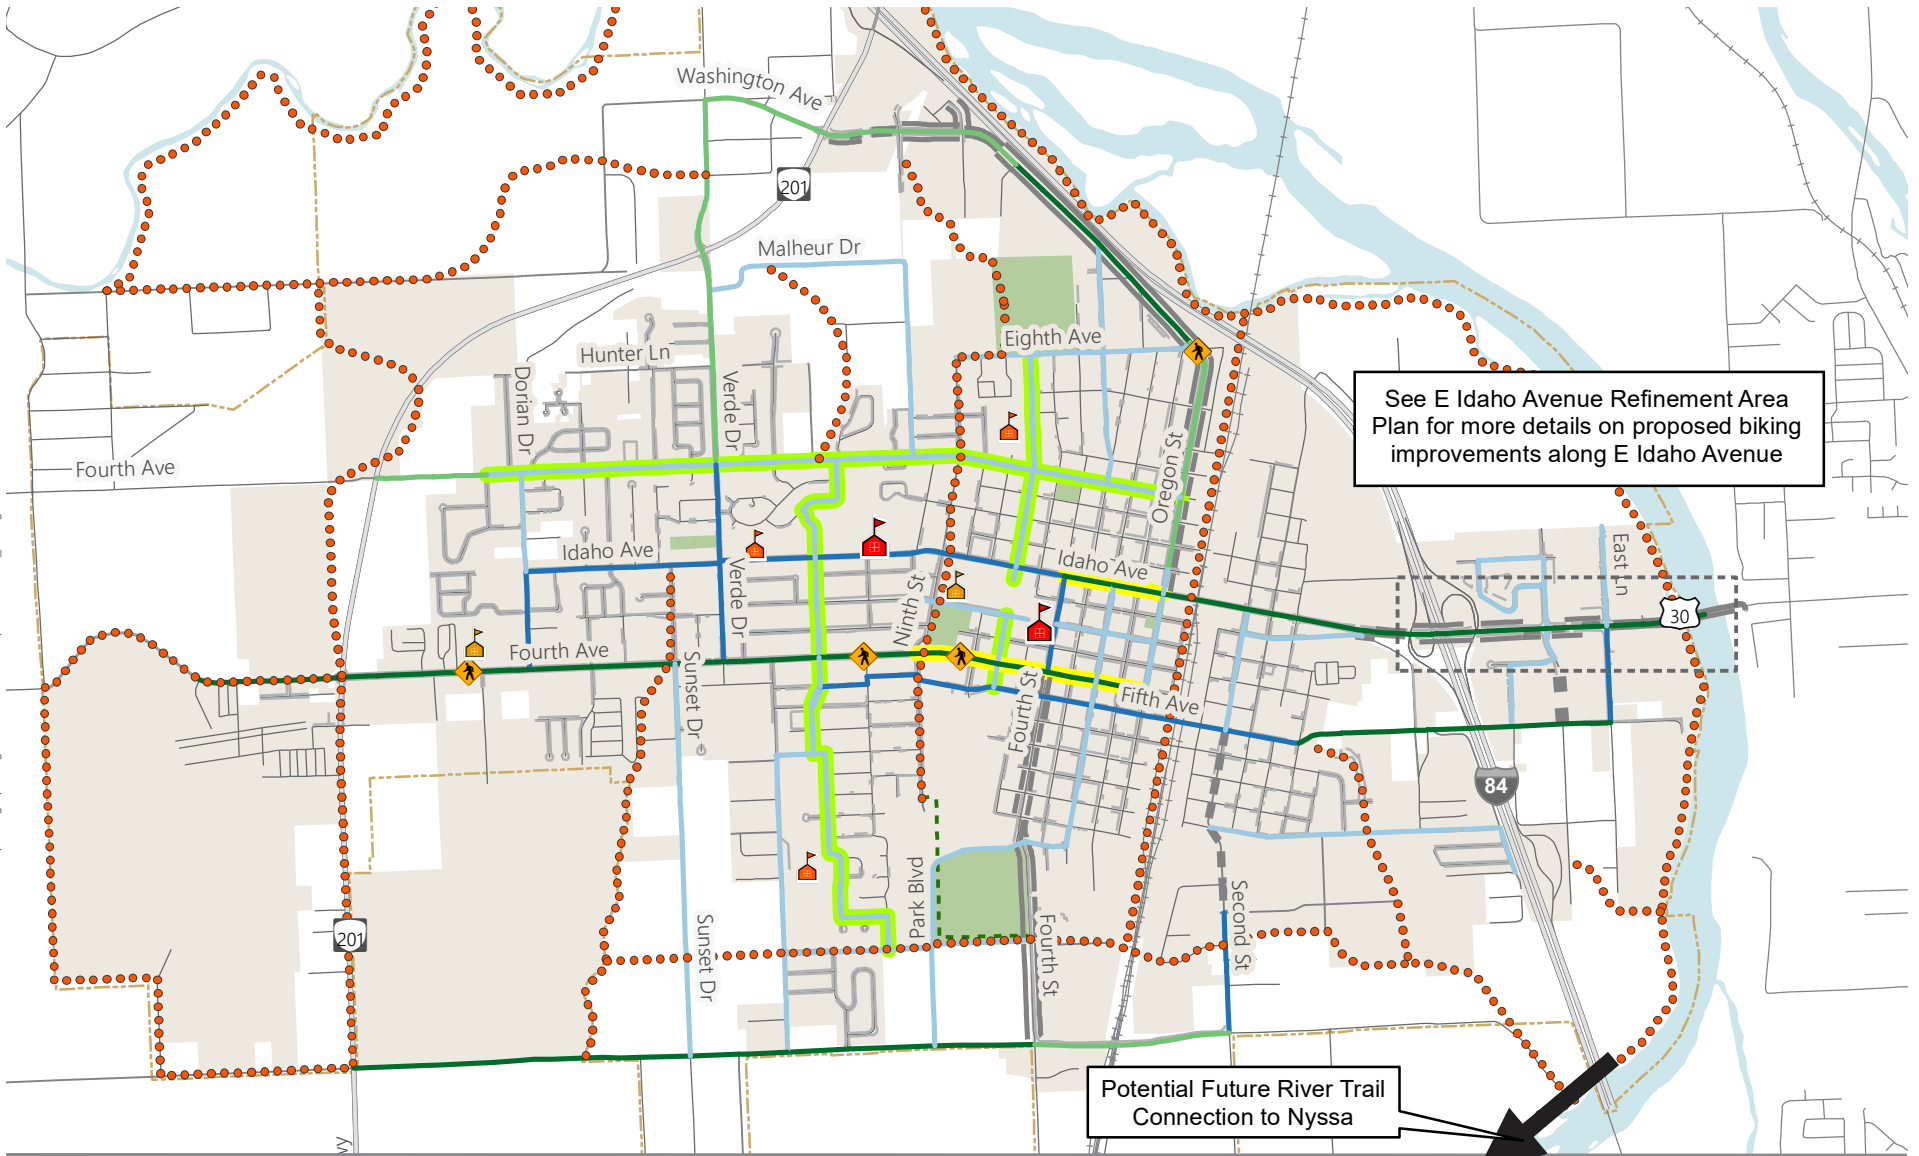 Washington Ave
201
Malheur Dr
Eighth Ave
Hunter Ln
Dorian Dr
Verde Dr
See E Idaho Avenue Refinement Area
Plan for more details on proposed biking
improvements along E Idaho Avenue
Fourth Ave
Oregon St
Idaho Ave
Idaho Ave
Verde Dr
Ninth St
East Ln
30
Fourth Ave
Sunset Dr
Fourth St
Fifth Ave
84
Park Blvd
Second St
201
Sunset Dr
Fourth St
Potential Future River Trail
Connection to Nyssa